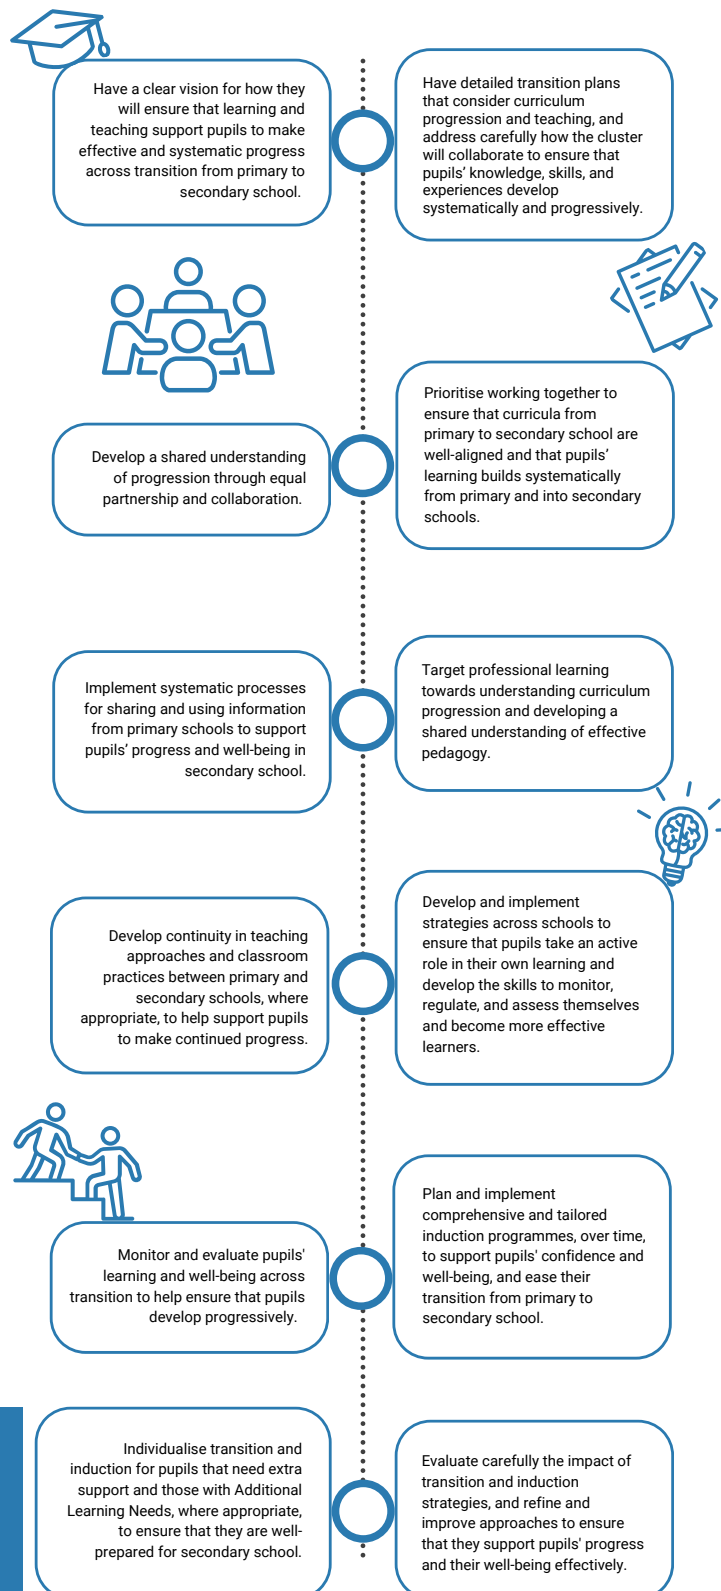 Have a clear vision for how they
will ensure that learning and
teaching support pupils to make
effective and systematic progress
across transition from primary to
secondary school.
Have detailed transition plans
that consider curriculum
progression and teaching, and
address carefully how the cluster
will collaborate to ensure that
pupils’ knowledge, skills, and
experiences develop
systematically and progressively.
Develop a shared understanding
of progression through equal
partnership and collaboration.
Prioritise working together to
ensure that curricula from
primary to secondary school are
well-aligned and that pupils’
learning builds systematically
from primary and into secondary
schools.
Implement systematic processes
for sharing and using information
from primary schools to support
pupils’ progress and well-being in
secondary school.
Target professional learning
towards understanding curriculum
progression and developing a
shared understanding of effective
pedagogy.
Develop continuity in teaching
approaches and classroom
practices between primary and
secondary schools, where
appropriate, to help support pupils
to make continued progress.
Develop and implement
strategies across schools to
ensure that pupils take an active
role in their own learning and
develop the skills to monitor,
regulate, and assess themselves
and become more effective
learners.
Monitor and evaluate pupils'
learning and well-being across
transition to help ensure that pupils
develop progressively.
Plan and implement
comprehensive and tailored
induction programmes, over time,
to support pupils' confidence and
well-being, and ease their
transition from primary to
secondary school.
Individualise transition and
induction for pupils that need extra
support and those with Additional
Learning Needs, where appropriate,
to ensure that they are well-
prepared for secondary school.
Evaluate carefully the impact of
transition and induction
strategies, and refine and
improve approaches to ensure
that they support pupils' progress
and their well-being effectively.